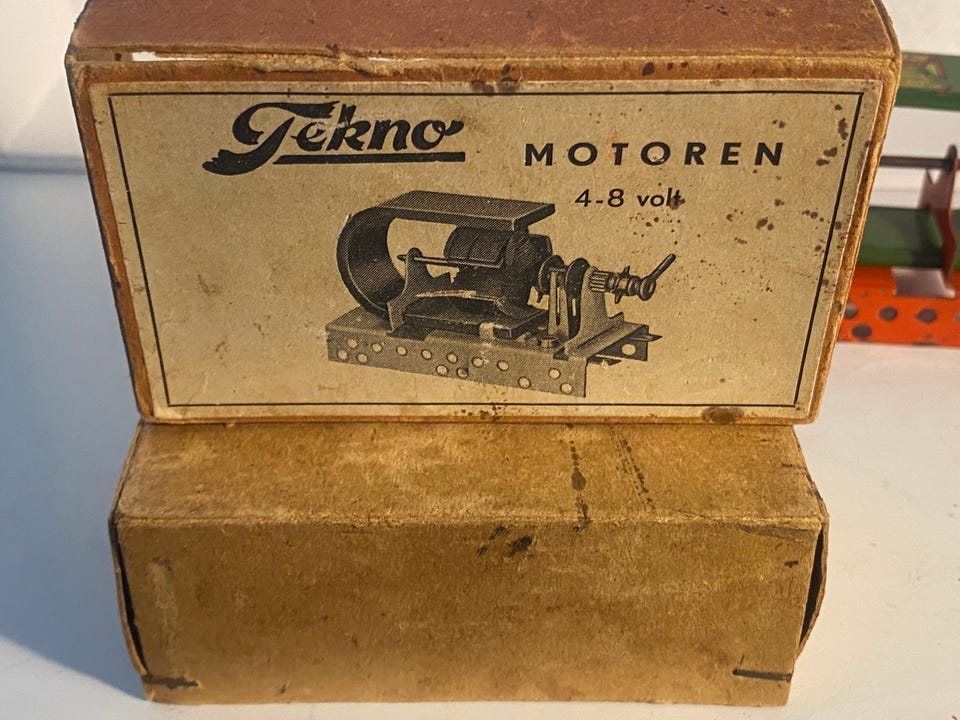 Tekno
MOTOREN
4-8 volt